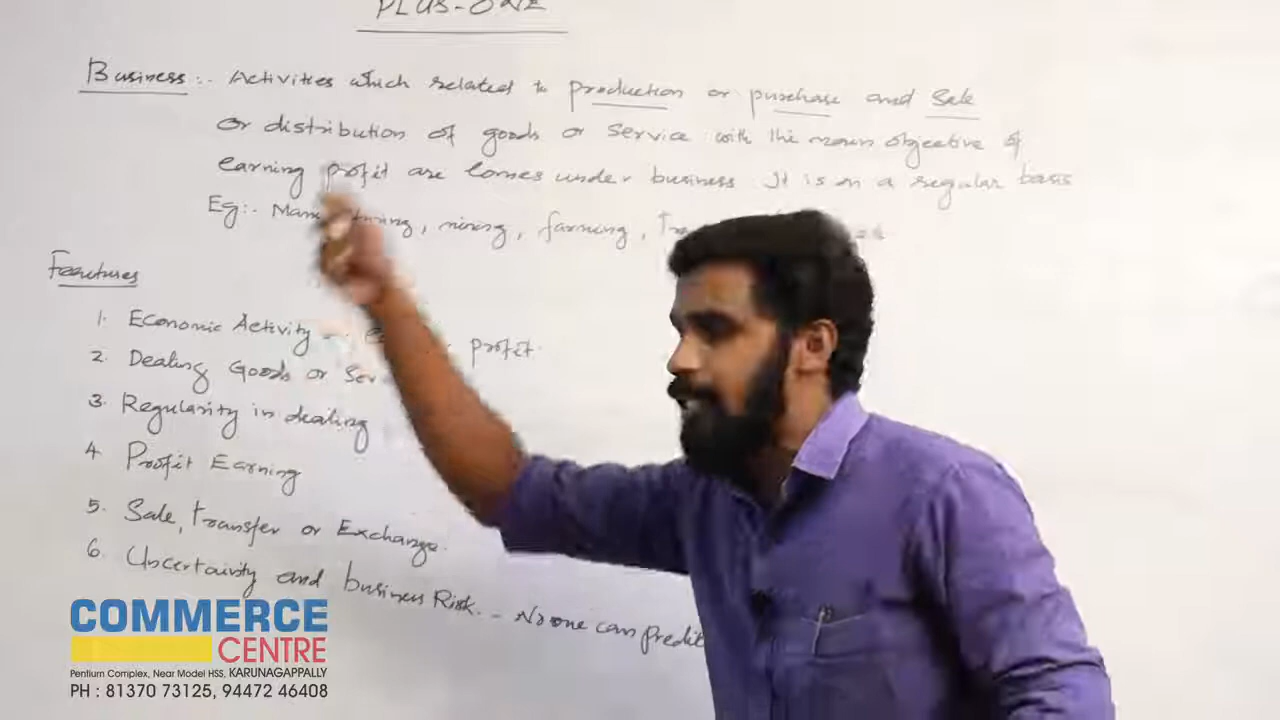 PLUS-ONE
Business:- Activities which related to production or purchase and Sale
or distribution of goods or service with the main objective of
earning profit are comes under business. It is on a regular basis
Eg:- mining, farming,
Features
1. Economic Activity profit.
2. Dealing Goods or
3. Regularity in dealing
4. Profit Earning
5. Sale, transfer or Exchange.
6. Uncertainity and business Risk. - No one can predict
COMMERCE
CENTRE
Pentium Complex, Near Model HSS, KARUNAGAPPALLY
PH : 81370 73125, 94472 46408